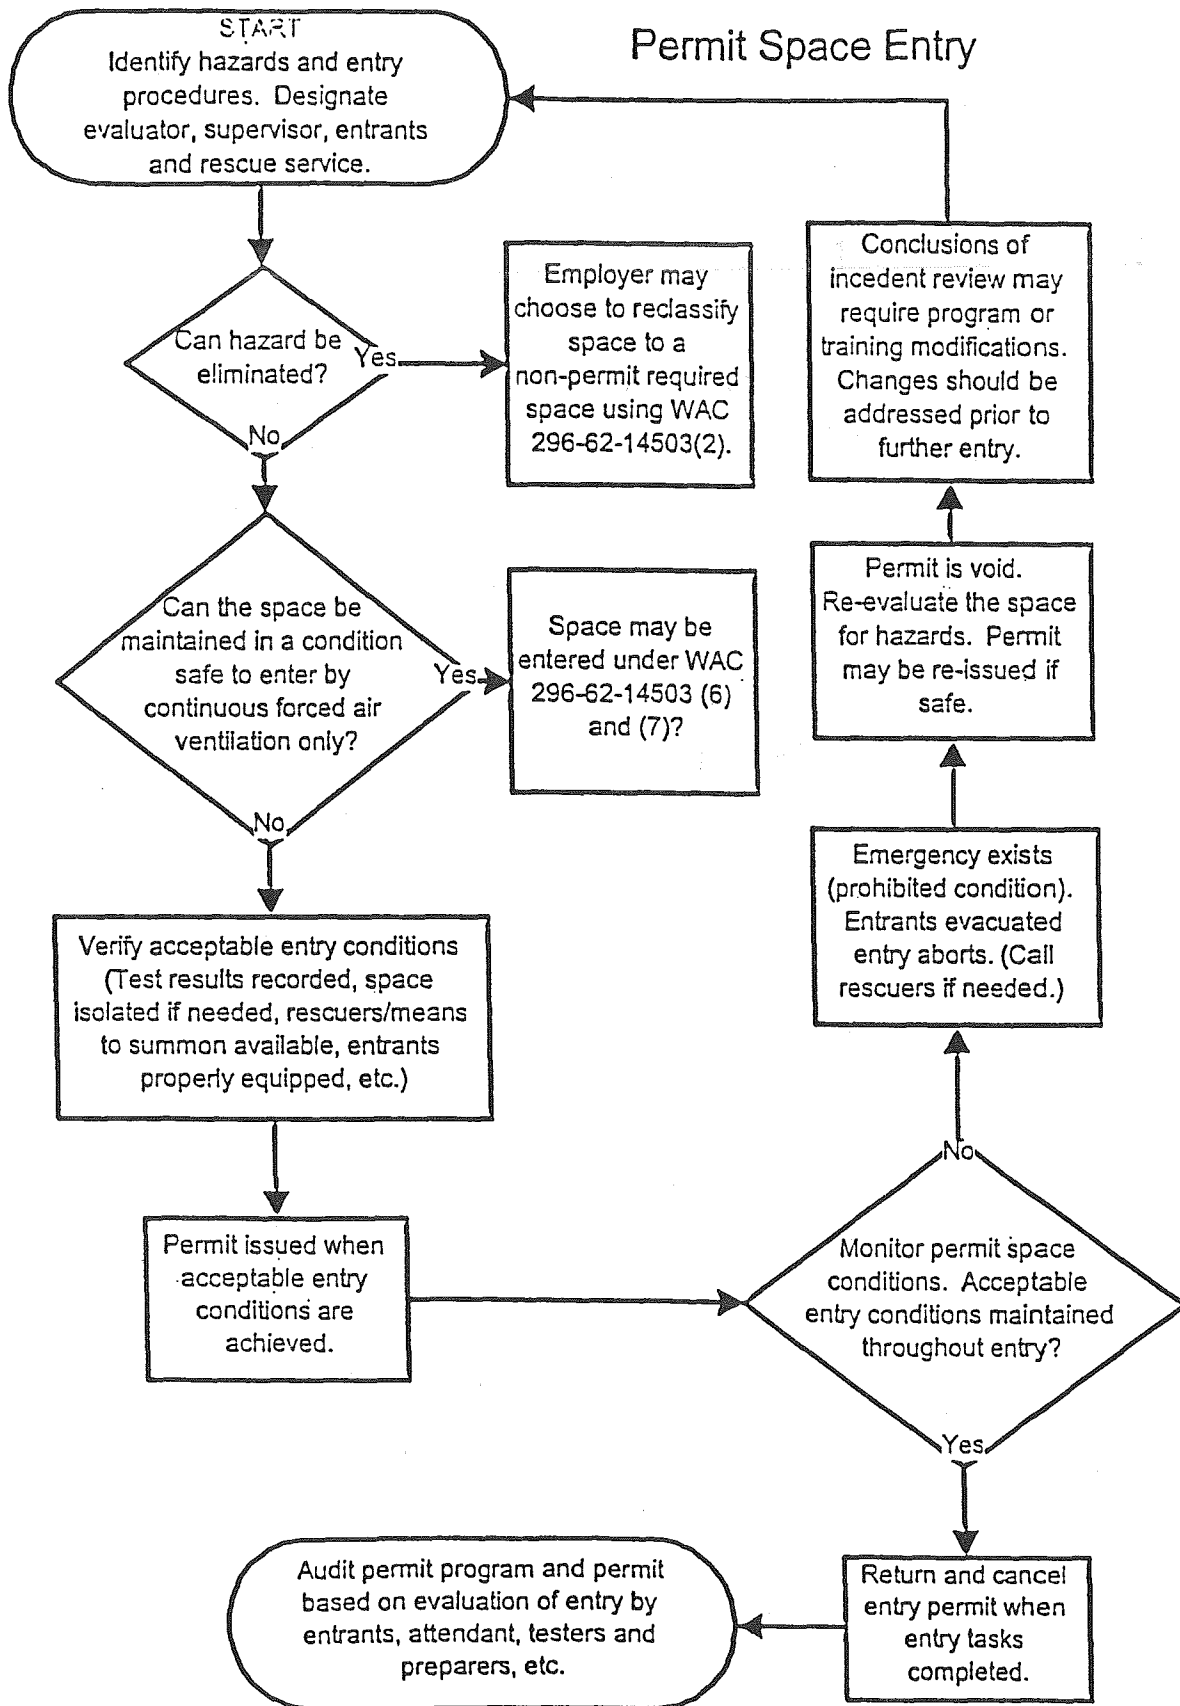 Permit Space Entry
START
Identify hazards and entry
procedures. Designate
evaluator, supervisor, entrants
and rescue service.
Can hazard be
eliminated?
Yes
No
Employer may
choose to reclassify
space to a
non-permit required
space using WAC
296-62-14503(2).
Can the space be
maintained in a condition
safe to enter by
continuous forced air
ventilation only?
Yes
No
Space may be
entered under WAC
296-62-14503 (6)
and (7)?
Verify acceptable entry conditions
(Test results recorded, space
isolated if needed, rescuers/means
to summon available, entrants
properly equipped, etc.)
Permit issued when
acceptable entry
conditions are
achieved.
Monitor permit space
conditions. Acceptable
entry conditions maintained
throughout entry?
No
Yes
Emergency exists
(prohibited condition).
Entrants evacuated
entry aborts. (Call
rescuers if needed.)
Permit is void.
Re-evaluate the space
for hazards. Permit
may be re-issued if
safe.
Conclusions of
incedent review may
require program or
training modifications.
Changes should be
addressed prior to
further entry.
Return and cancel
entry permit when
entry tasks
completed.
Audit permit program and permit
based on evaluation of entry by
entrants, attendant, testers and
preparers, etc.